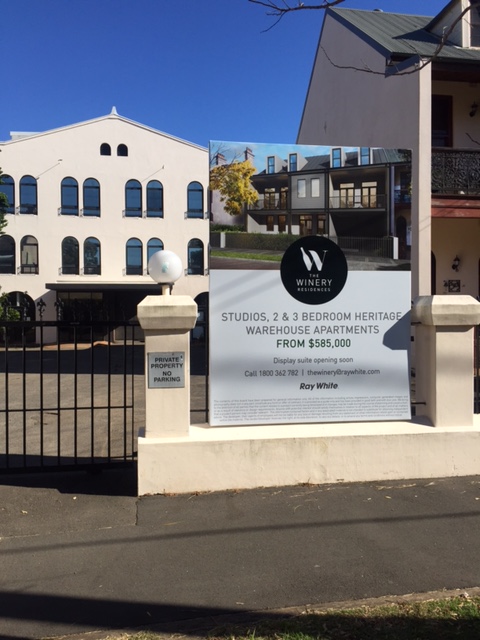 W
THE
WINERY
RESIDENCES
STUDIOS, 2 & 3 BEDROOM HERITAGE
WAREHOUSE APARTMENTS
FROM $585,000
Display suite opening soon
Call 1800 362 782 | thewinery@raywhite.com
Ray White
PRIVATE
PROPERTY
NO
PARKING